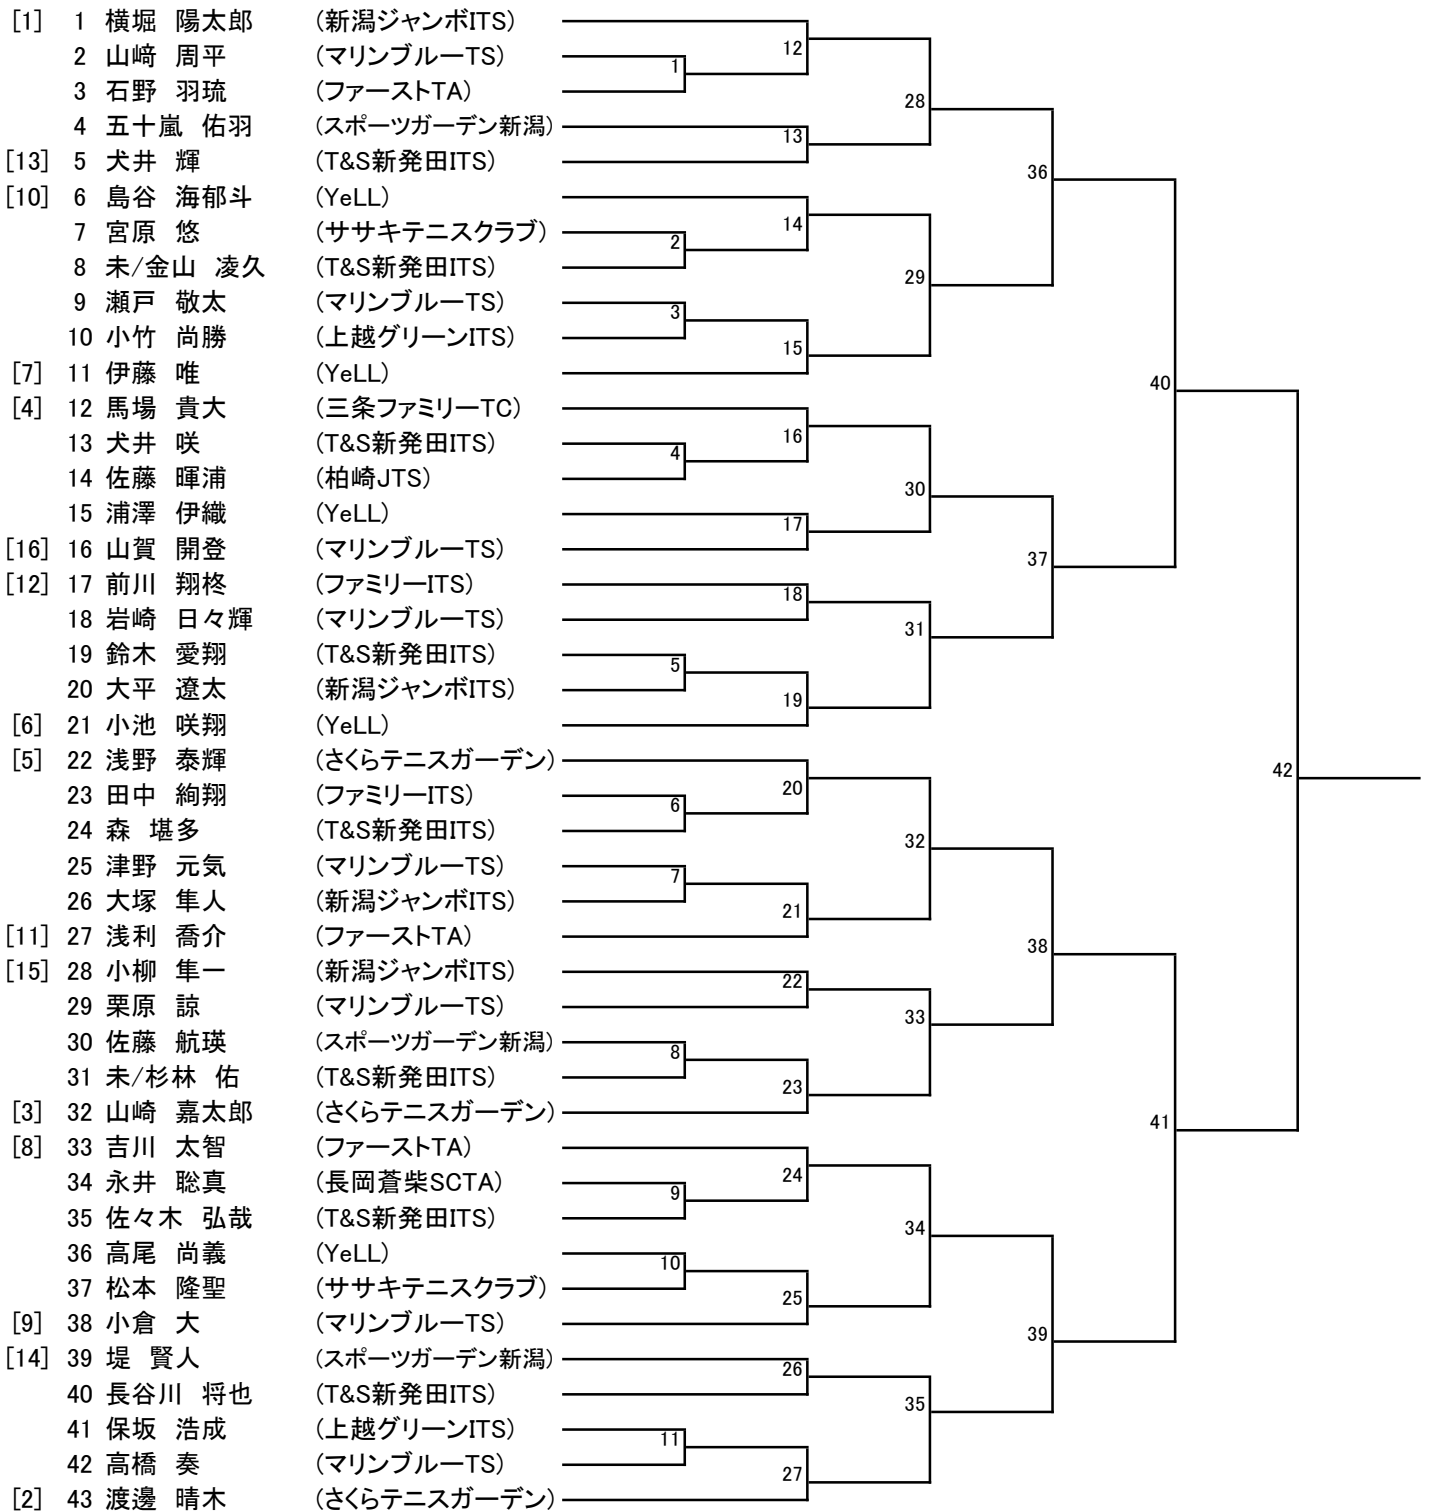 [1] 1 横堀 陽太郎 (新潟ジャンボITS)
12
2 山﨑 周平 (マリンブルーTS)
1
3 石野 羽琉 (ファーストTA)
28
4 五十嵐 佑羽 (スポーツガーデン新潟)
13
[13] 5 犬井 輝 (T&S新発田ITS)
36
[10] 6 島谷 海郁斗 (YeLL)
14
7 宮原 悠 (ササキテニスクラブ)
2
8 未/金山 凌久 (T&S新発田ITS)
29
9 瀬戸 敬太 (マリンブルーTS)
3
10 小竹 尚勝 (上越グリーンITS)
15
[7] 11 伊藤 唯 (YeLL)
40
[4] 12 馬場 貴大 (三条ファミリーTC)
16
13 犬井 咲 (T&S新発田ITS)
4
14 佐藤 暉浦 (柏崎JTS)
30
15 浦澤 伊織 (YeLL)
17
[16] 16 山賀 開登 (マリンブルーTS)
37
[12] 17 前川 翔柊 (ファミリーITS)
18
18 岩崎 日々輝 (マリンブルーTS)
31
19 鈴木 愛翔 (T&S新発田ITS)
5
20 大平 遼太 (新潟ジャンボITS)
19
[6] 21 小池 咲翔 (YeLL)
[5] 22 浅野 泰輝 (さくらテニスガーデン)
42
20
23 田中 絢翔 (ファミリーITS)
6
24 森 堪多 (T&S新発田ITS)
32
25 津野 元気 (マリンブルーTS)
7
26 大塚 隼人 (新潟ジャンボITS)
21
[11] 27 浅利 喬介 (ファーストTA)
38
[15] 28 小柳 隼一 (新潟ジャンボITS)
22
29 栗原 諒 (マリンブルーTS)
33
30 佐藤 航瑛 (スポーツガーデン新潟)
8
31 未/杉林 佑 (T&S新発田ITS)
23
[3] 32 山崎 嘉太郎 (さくらテニスガーデン)
41
[8] 33 吉川 太智 (ファーストTA)
24
34 永井 聡真 (長岡蒼柴SCTA)
9
35 佐々木 弘哉 (T&S新発田ITS)
34
36 高尾 尚義 (YeLL)
10
37 松本 隆聖 (ササキテニスクラブ)
25
[9] 38 小倉 大 (マリンブルーTS)
39
[14] 39 堤 賢人 (スポーツガーデン新潟)
26
40 長谷川 将也 (T&S新発田ITS)
35
41 保坂 浩成 (上越グリーンITS)
11
42 高橋 奏 (マリンブルーTS)
27
[2] 43 渡邊 晴木 (さくらテニスガーデン)